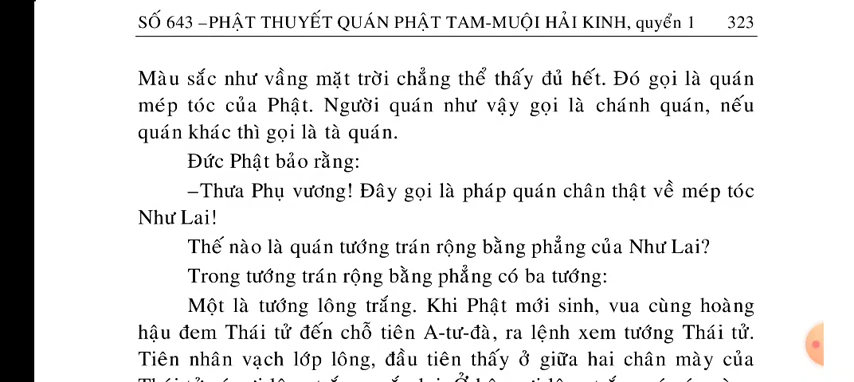 SỐ 643 –PHẬT THUYẾT QUÁN PHẬT TAM-MUỘI HẢI KINH, quyển 1 323
Màu sắc như vầng mặt trời chẳng thể thấy đủ hết. Đó gọi là quán
mép tóc của Phật. Người quán như vậy gọi là chánh quán, nếu
quán khác thì gọi là tà quán.
Đức Phật bảo rằng:
–Thưa Phụ vương! Đây gọi là pháp quán chân thật về mép tóc
Như Lai!
Thế nào là quán tướng trán rộng bằng phẳng của Như Lai?
Trong tướng trán rộng bằng phẳng có ba tướng:
Một là tướng lông trắng. Khi Phật mới sinh, vua cùng hoàng
hậu đem Thái tử đến chỗ tiên A-tư-đà, ra lệnh xem tướng Thái tử.
Tiên nhân vạch lớp lông, đầu tiên thấy ở giữa hai chân mày của